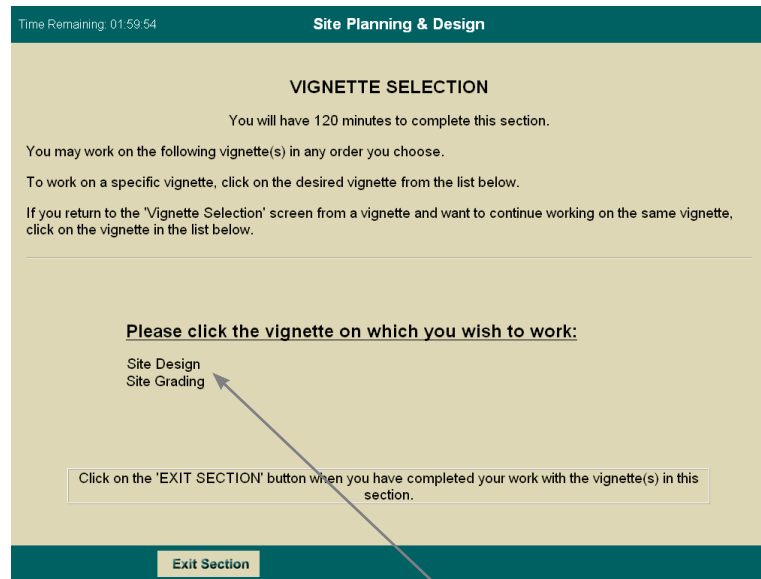 Time Remaining: 01:59:54
Site Planning & Design
VIGNETTE SELECTION
You will have 120 minutes to complete this section.
You may work on the following vignette(s) in any order you choose.
To work on a specific vignette, click on the desired vignette from the list below.
If you return to the 'Vignette Selection' screen from a vignette and want to continue working on the same vignette,
click on the vignette in the list below.
Please click the vignette on which you wish to work:
Site Design
Site Grading
Click on the 'EXIT SECTION' button when you have completed your work with the vignette(s) in this
section.
Exit Section